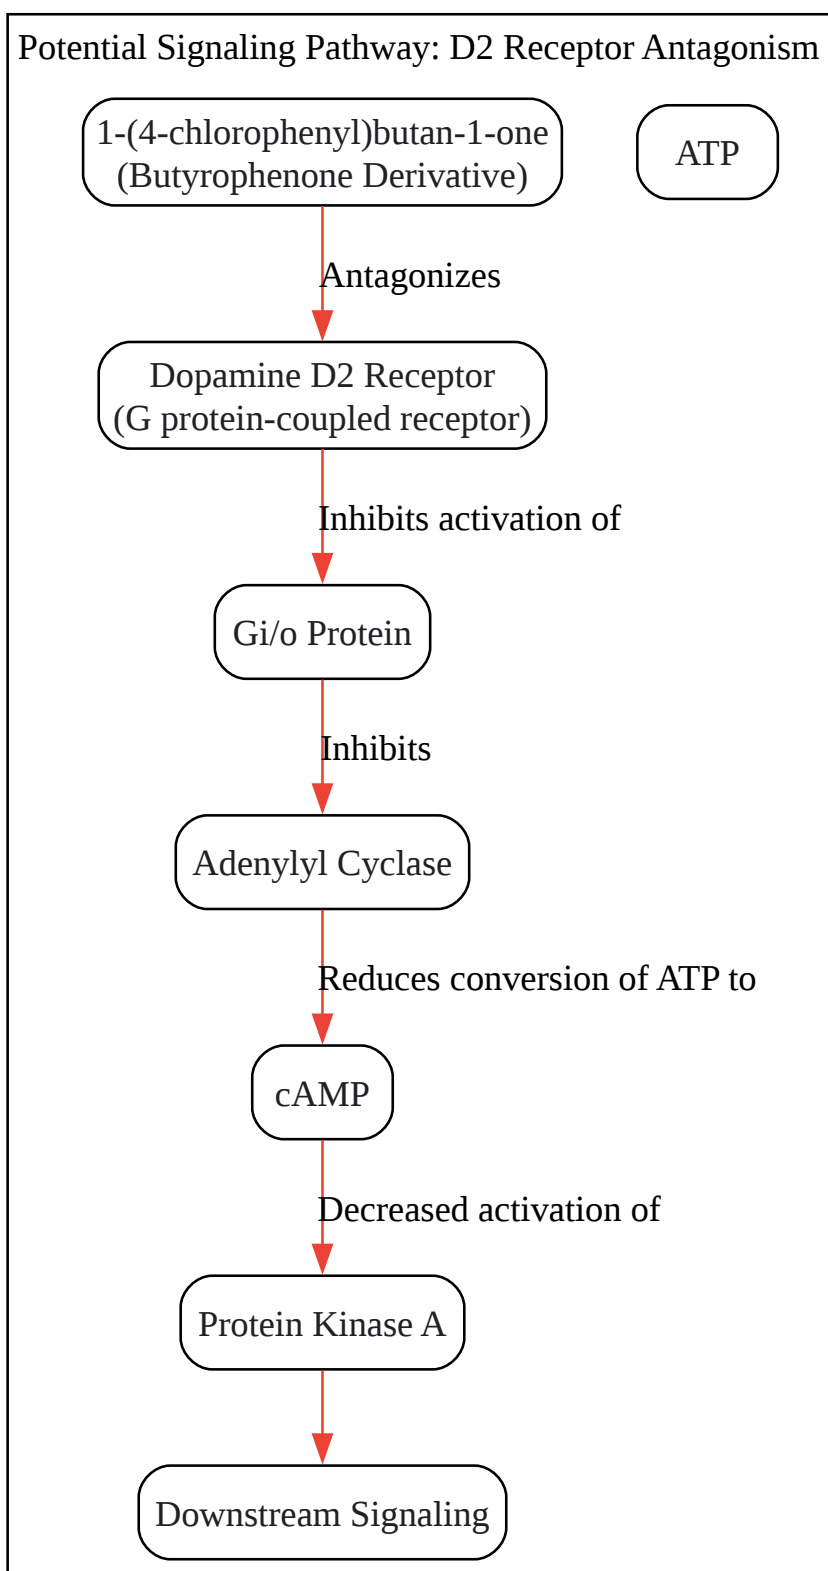 Potential Signaling Pathway: D2 Receptor Antagonism
1-(4-chlorophenyl)butan-1-one
(Butyrophenone Derivative)
ATP
Antagonizes
Dopamine D2 Receptor
(G protein-coupled receptor)
Inhibits activation of
Gi/o Protein
Inhibits
Adenylyl Cyclase
Reduces conversion of ATP to
cAMP
Decreased activation of
Protein Kinase A
Downstream Signaling